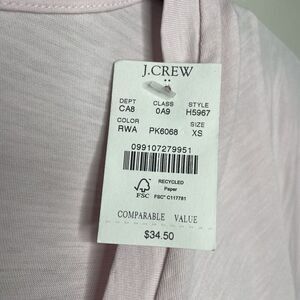 J.CREW
DEPT CLASS STYLE
CA8 0A9 H5967
COLOR SIZE
RWA PK6068 XS
099107279951
RECYCLED
Paper
FSC FSC® C117781
COMPARABLE VALUE
$34.50